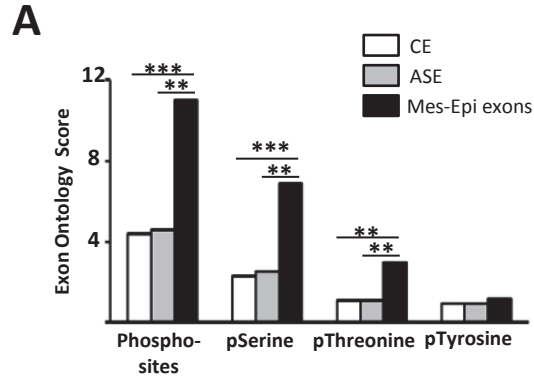 A
CE
ASE
Mes-Epi exons
Exon Ontology Score
12
8
4
***
**
***
**
**
**
Phospho-
sites
pSerine
pThreonine
pTyrosine